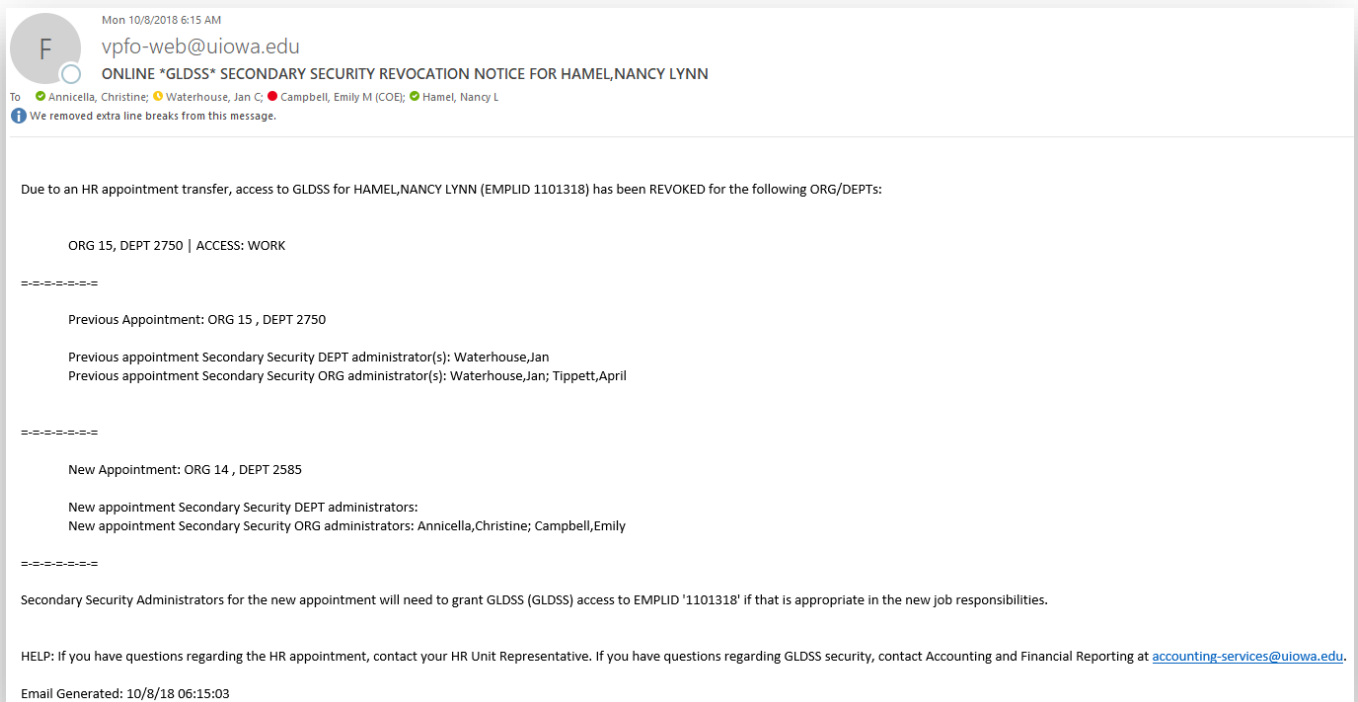 Mon 10/8/2018 6:15 AM
F
vpfo-web@uiowa.edu
ONLINE *GLDSS* SECONDARY SECURITY REVOCATION NOTICE FOR HAMEL,NANCY LYNN
To Annicella, Christine; Waterhouse, Jan C; Campbell, Emily M (COE); Hamel, Nancy L
We removed extra line breaks from this message.
Due to an HR appointment transfer, access to GLDSS for HAMEL,NANCY LYNN (EMPLID 1101318) has been REVOKED for the following ORG/DEPTs:
ORG 15, DEPT 2750 | ACCESS: WORK
=-=-=-=-=-=-=
Previous Appointment: ORG 15 , DEPT 2750
Previous appointment Secondary Security DEPT administrator(s): Waterhouse,Jan
Previous appointment Secondary Security ORG administrator(s): Waterhouse,Jan; Tippett,April
=-=-=-=-=-=-=
New Appointment: ORG 14 , DEPT 2585
New appointment Secondary Security DEPT administrators:
New appointment Secondary Security ORG administrators: Annicella,Christine; Campbell,Emily
=-=-=-=-=-=-=
Secondary Security Administrators for the new appointment will need to grant GLDSS (GLDSS) access to EMPLID '1101318' if that is appropriate in the new job responsibilities.
HELP: If you have questions regarding the HR appointment, contact your HR Unit Representative. If you have questions regarding GLDSS security, contact Accounting and Financial Reporting at accounting-services@uiowa.edu.
Email Generated: 10/8/18 06:15:03